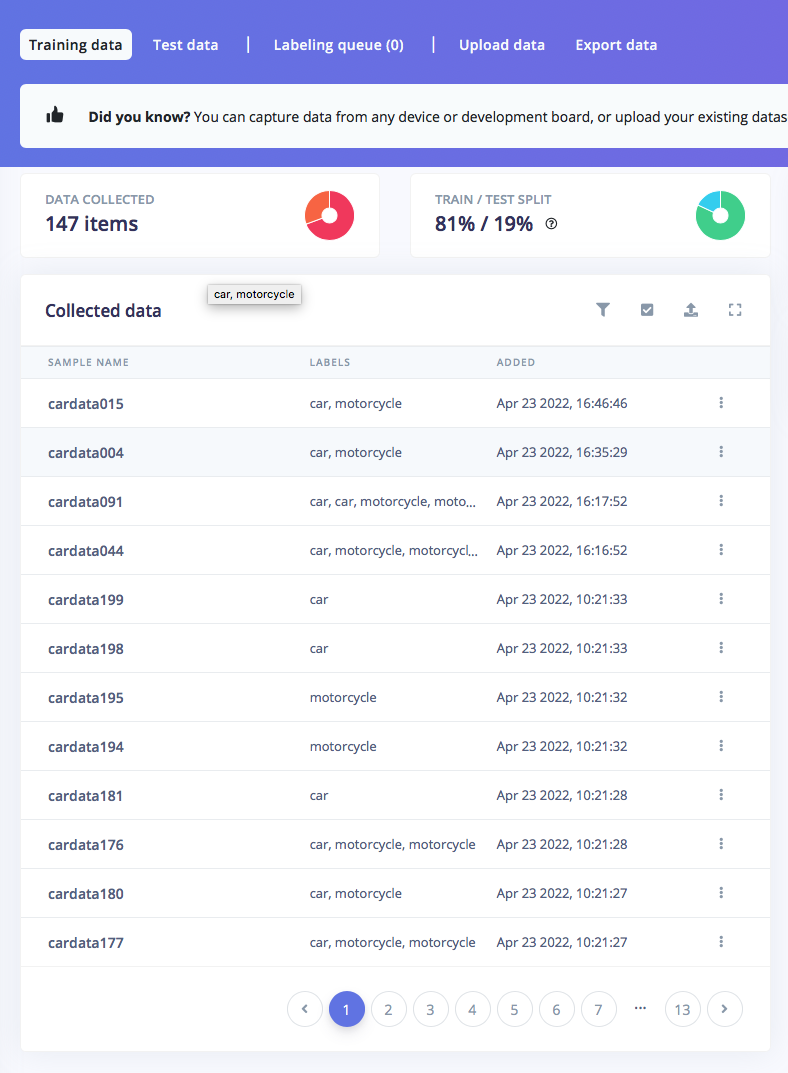 Training data Test data | Labeling queue (0) | Upload data Export data
Did you know? You can capture data from any device or development board, or upload your existing datas
DATA COLLECTED
147 items
TRAIN / TEST SPLIT
81% / 19%
Collected data
car, motorcycle
SAMPLE NAME LABELS ADDED
cardata015 car, motorcycle Apr 23 2022, 16:46:46
cardata004 car, motorcycle Apr 23 2022, 16:35:29
cardata091 car, car, motorcycle, moto... Apr 23 2022, 16:17:52
cardata044 car, motorcycle, motorcycl... Apr 23 2022, 16:16:52
cardata199 car Apr 23 2022, 10:21:33
cardata198 car Apr 23 2022, 10:21:33
cardata195 motorcycle Apr 23 2022, 10:21:32
cardata194 motorcycle Apr 23 2022, 10:21:32
cardata181 car Apr 23 2022, 10:21:28
cardata176 car, motorcycle, motorcycle Apr 23 2022, 10:21:28
cardata180 car, motorcycle Apr 23 2022, 10:21:27
cardata177 car, motorcycle, motorcycle Apr 23 2022, 10:21:27
1 2 3 4 5 6 7 ... 13